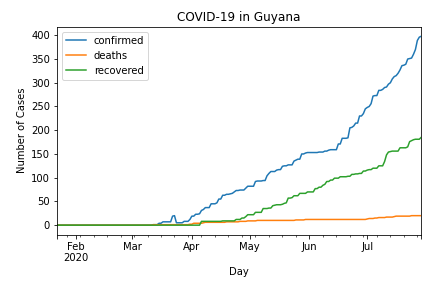 COVID-19 in Guyana
confirmed
deaths
recovered
Number of Cases
400
350
300
250
200
150
100
50
0
Feb Mar Apr May Jun Jul
2020
Day